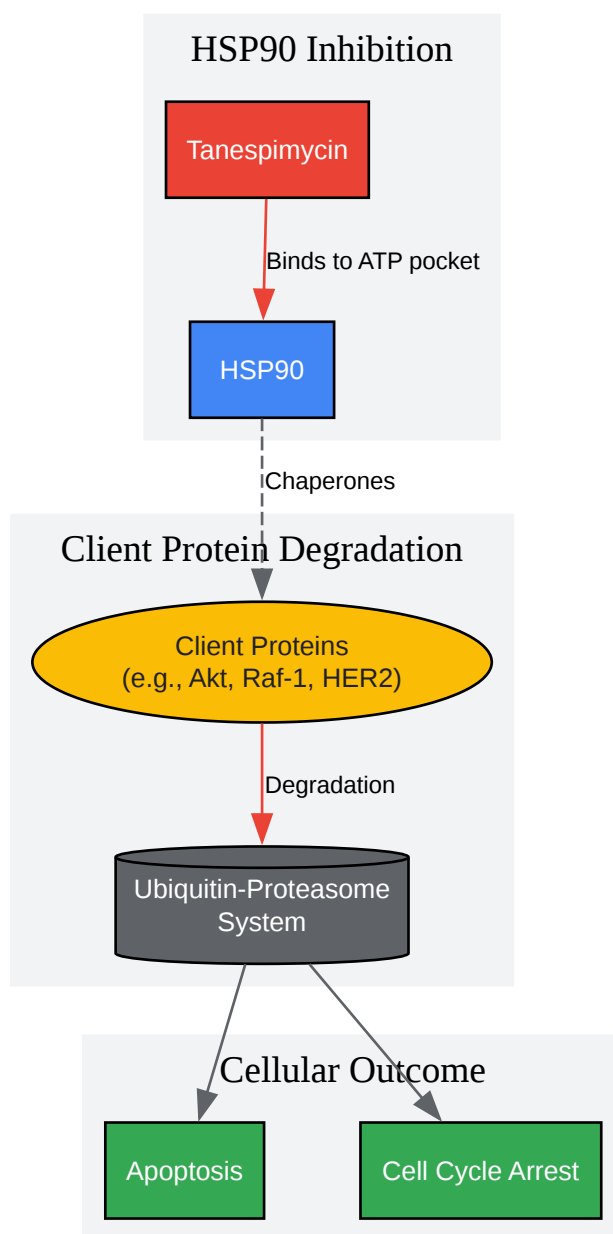 HSP90 Inhibition
Tanespimycin
Binds to ATP pocket
HSP90
Chaperones
Client Protein Degradation
Client Proteins
(e.g., Akt, Raf-1, HER2)
Degradation
Ubiquitin-Proteasome
System
Cellular Outcome
Apoptosis
Cell Cycle Arrest